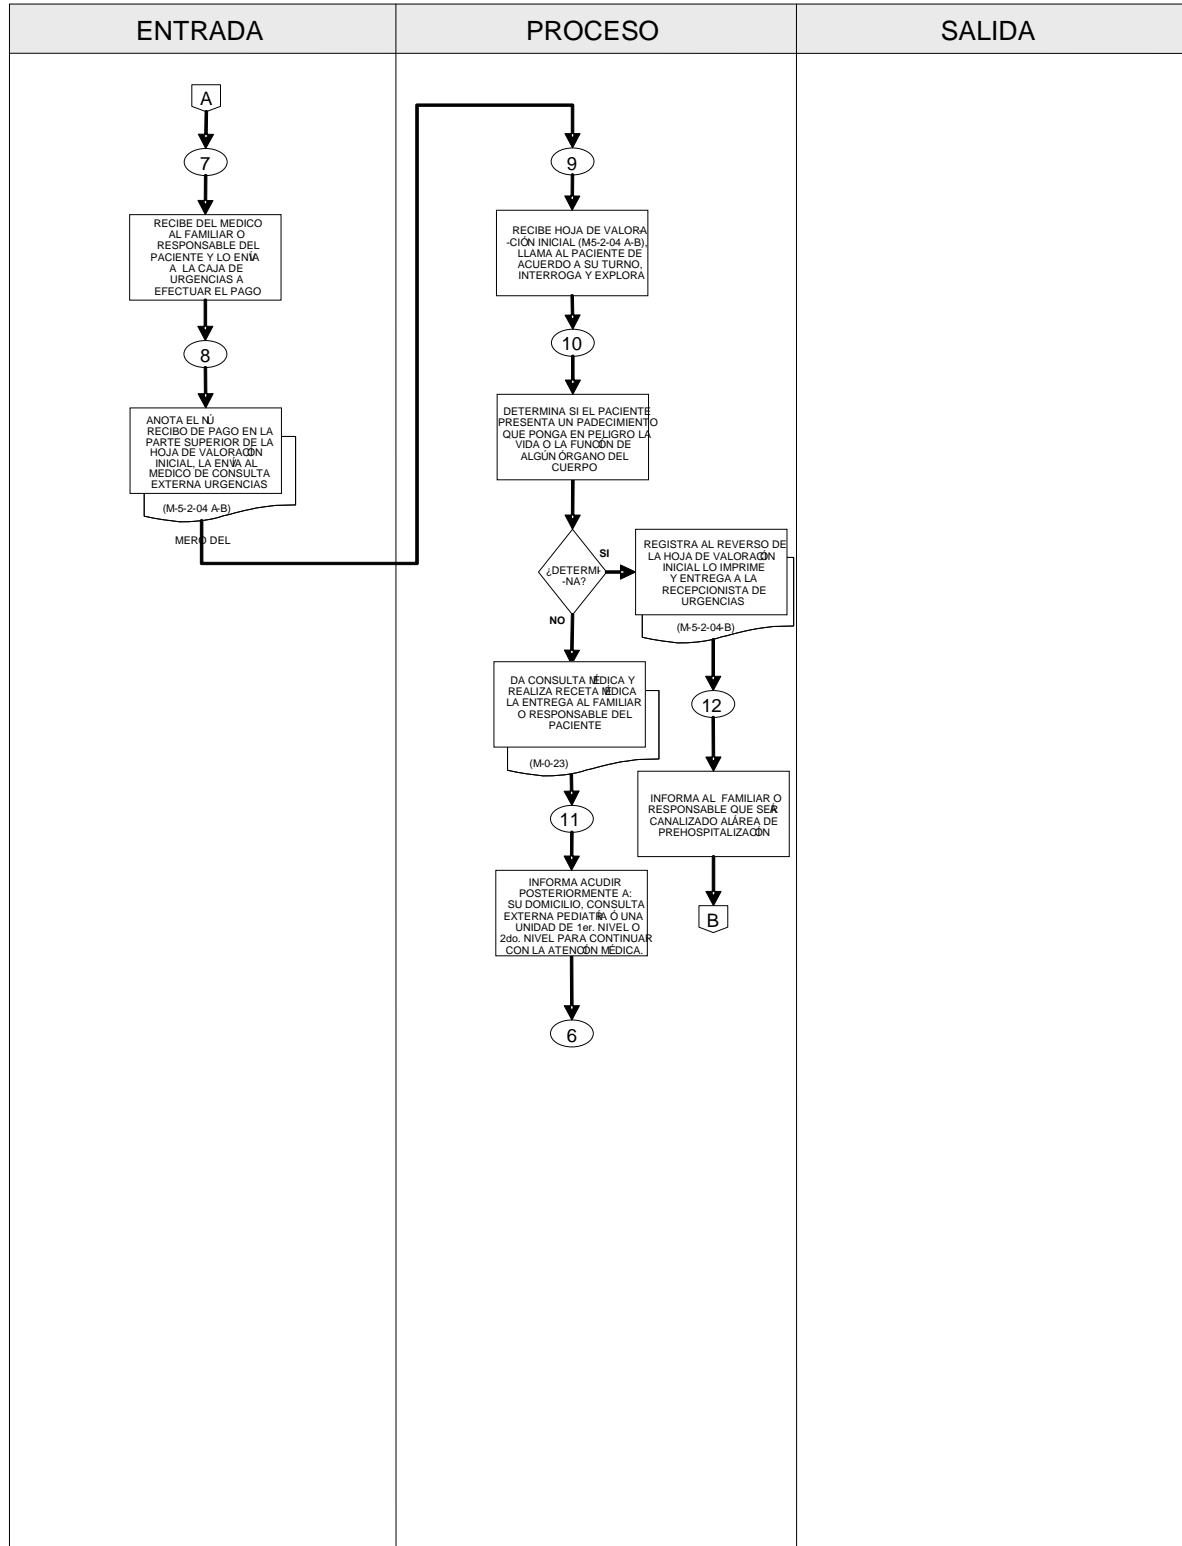 ENTRADA
PROCESO
SALIDA
A
7
RECIBE DEL MEDICO
AL FAMILIAR O
RESPONSABLE DEL
PACIENTE Y LO ENVÍA
A LA CAJA DE
URGENCIAS A
EFECTUAR EL PAGO
8
ANOTA EL NÚ
RECIBO DE PAGO EN LA
PARTE SUPERIOR DE LA
HOJA DE VALORACIÓN
INICIAL, LA ENVÍA AL
MEDICO DE CONSULTA
EXTERNA URGENCIAS
(M-5-2-04 A-B)
MERO DEL
9
RECIBE HOJA DE VALORA-
-CIÓN INICIAL (M5-2-04 A-B),
LLAMA AL PACIENTE DE
ACUERDO A SU TURNO,
INTERROGA Y EXPLORA
10
DETERMINA SI EL PACIENTE
PRESENTA UN PADECIMIENTO
QUE PONGA EN PELIGRO LA
VIDA O LA FUNCIÓN DE
ALGÚN ÓRGANO DEL
CUERPO
¿DETERMI-
-NA?
SI
NO
REGISTRA AL REVERSO DE
LA HOJA DE VALORACIÓN
INICIAL LO IMPRIME
Y ENTREGA A LA
RECEPCIONISTA DE
URGENCIAS
(M-5-2-04-B)
DA CONSULTA MÉDICA Y
REALIZA RECETA MÉDICA
LA ENTREGA AL FAMILIAR
O RESPONSABLE DEL
PACIENTE
(M-0-23)
12
INFORMA AL FAMILIAR O
RESPONSABLE QUE SERÁ
CANALIZADO AL ÁREA DE
PREHOSPITALIZACIÓN
B
11
INFORMA ACUDIR
POSTERIORMENTE A:
SU DOMICILIO, CONSULTA
EXTERNA PEDIATRÍA Ó UNA
UNIDAD DE 1er. NIVEL O
2do. NIVEL PARA CONTINUAR
CON LA ATENCIÓN MÉDICA.
6